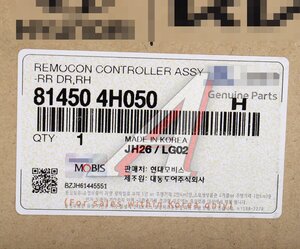 REMOCON CONTROLLER ASSY
-RR DR,RH
81450 4H050
Genuine Parts
H
QTY 1
MADE IN KOREA
JH26 / LG02
MOBIS
판매원 : 현대모비스
제조원 : 대동도어주식회사
BZJH61445551